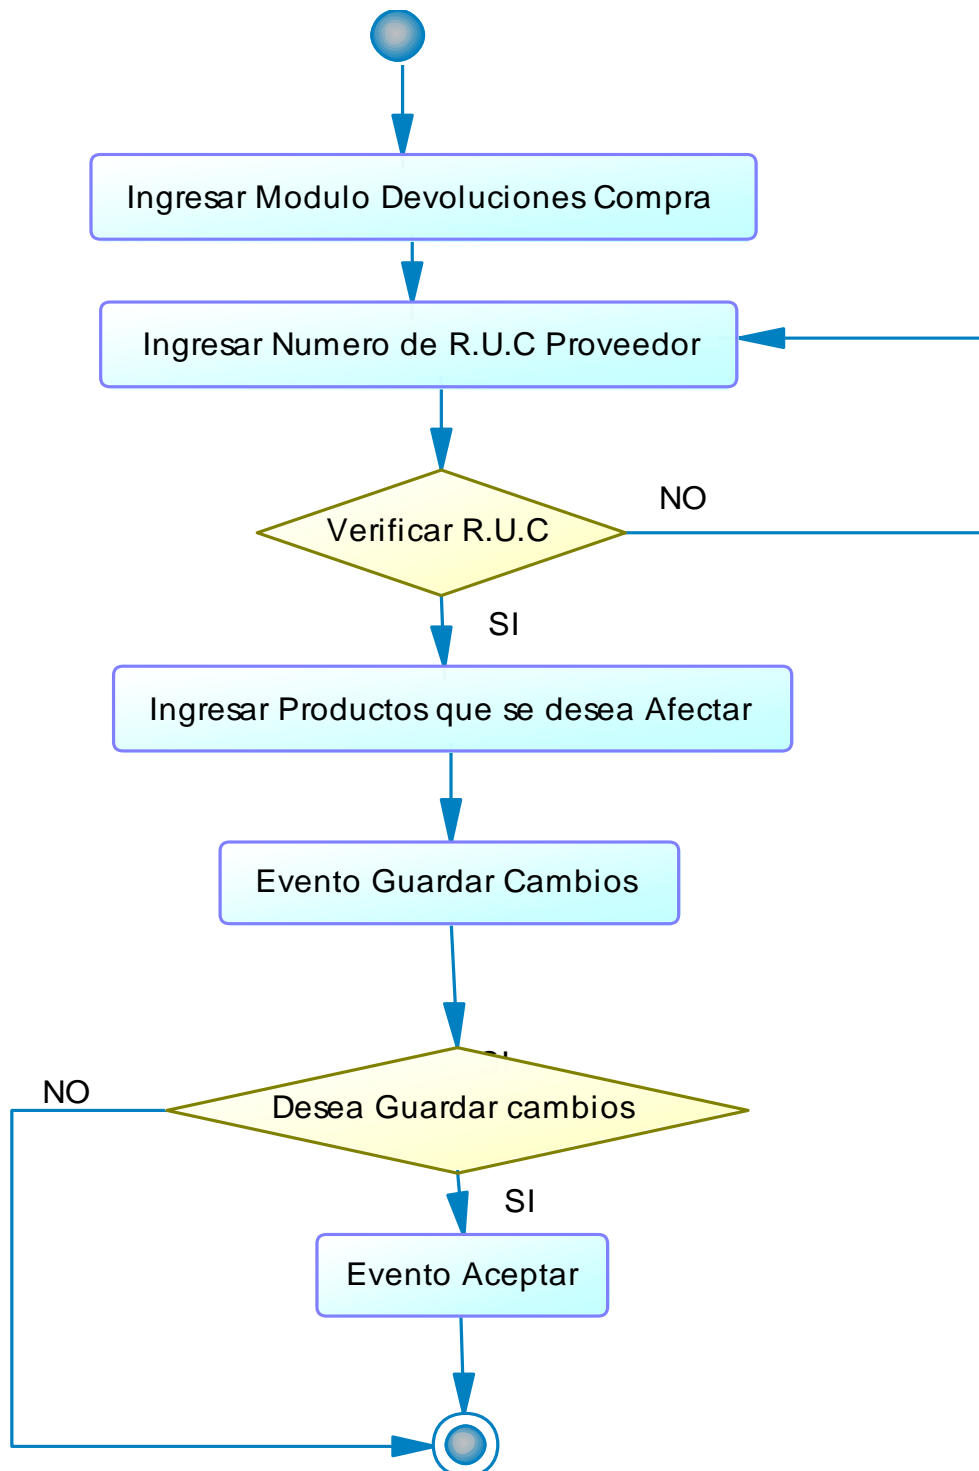 Ingresar Modulo Devoluciones Compra
Ingresar Numero de R.U.C Proveedor
Verificar R.U.C
NO
SI
Ingresar Productos que se desea Afectar
Evento Guardar Cambios
NO
Desea Guardar cambios
SI
Evento Aceptar